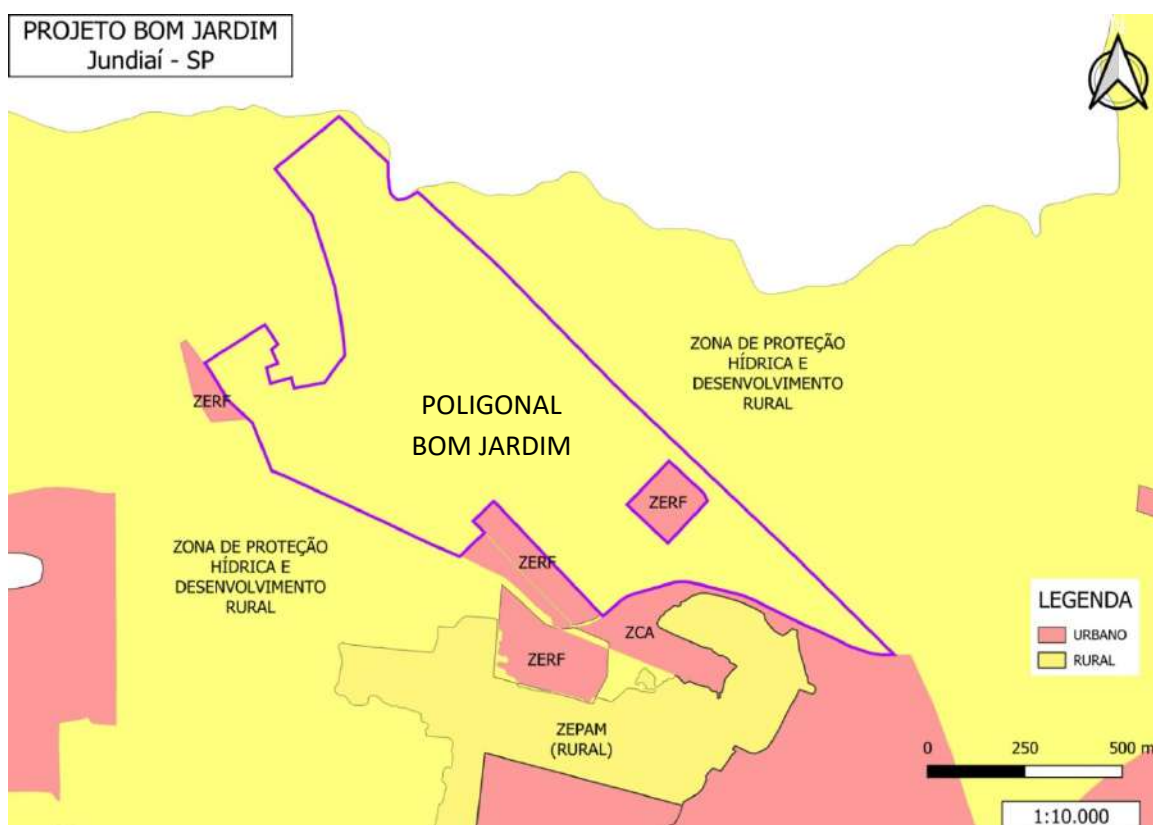 PROJETO BOM JARDIM
Jundiaí - SP
ZONA DE PROTEÇÃO
HÍDRICA E
DESENVOLVIMENTO
RURAL
ZERF
POLIGONAL
BOM JARDIM
ZERF
ZONA DE PROTEÇÃO
HÍDRICA E
DESENVOLVIMENTO
RURAL
ZERF
ZCA
ZERF
ZEPAM
(RURAL)
LEGENDA
URBANO
RURAL
0 250 500 m
1:10.000